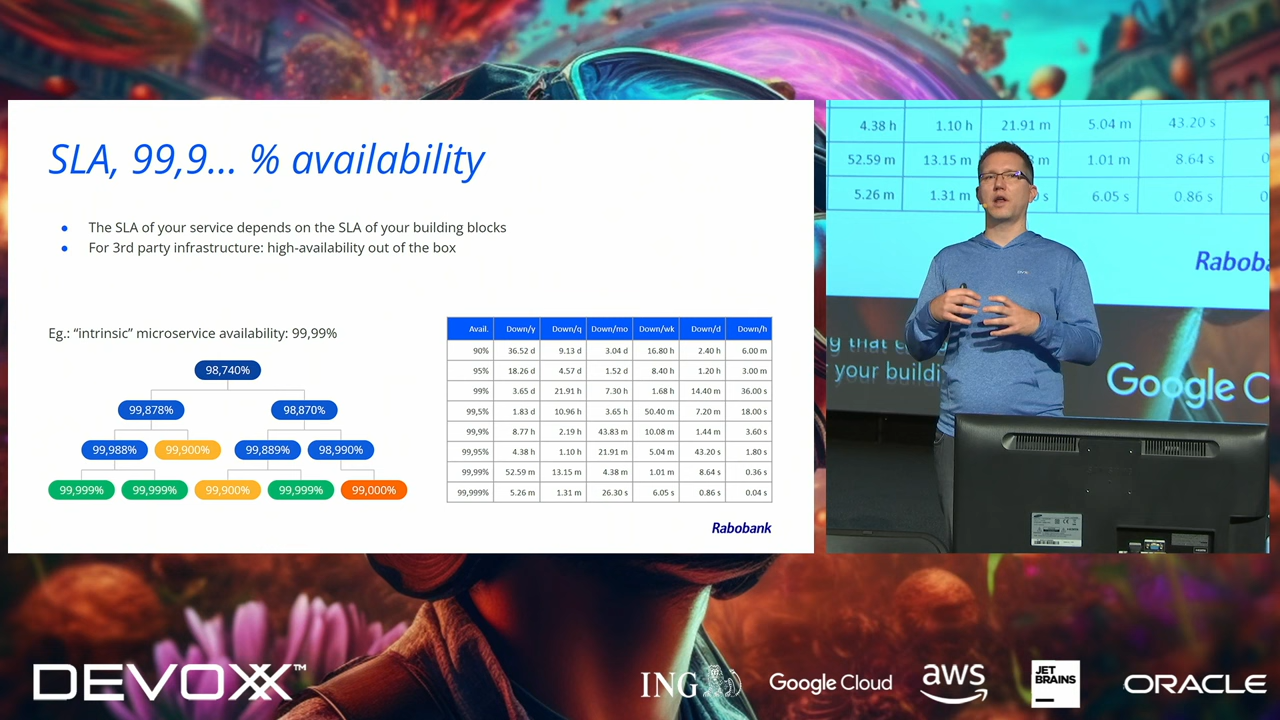 SLA, 99,9... % availability
● The SLA of your service depends on the SLA of your building blocks
● For 3rd party infrastructure: high-availability out of the box
Eg.: “intrinsic” microservice availability: 99,99%
98,740%
99,878% 98,870%
99,988% 99,900% 99,889% 98,990%
99,999% 99,999% 99,900% 99,999% 99,000%
Avail. Down/y Down/q Down/mo Down/wk Down/d Down/h
90% 36.52 d 9.13 d 3.04 d 16.80 h 2.40 h 6.00 m
95% 18.26 d 4.57 d 1.52 d 8.40 h 1.20 h 3.00 m
99% 3.65 d 21.91 h 7.30 h 1.68 h 14.40 m 36.00 s
99,5% 1.83 d 10.96 h 3.65 h 50.40 m 7.20 m 18.00 s
99,9% 8.77 h 2.19 h 43.83 m 10.08 m 1.44 m 3.60 s
99,95% 4.38 h 1.10 h 21.91 m 5.04 m 43.20 s 1.80 s
99,99% 52.59 m 13.15 m 4.38 m 1.01 m 8.64 s 0.36 s
99,999% 5.26 m 1.31 m 26.30 s 6.05 s 0.86 s 0.04 s
Rabobank
4.38 h 1.10 h 21.91 m 5.04 m 43.20 s 1
52.59 m 13.15 m 8 m 1.01 m 8.64 s 0
5.26 m 1.31 m 0 s 6.05 s 0.86 s 0
Raboba
g that
your buildi
Google C
SAMSUNG
DEVOXX™
ING
Google Cloud
aws
JET
BRAINS
ORACLE